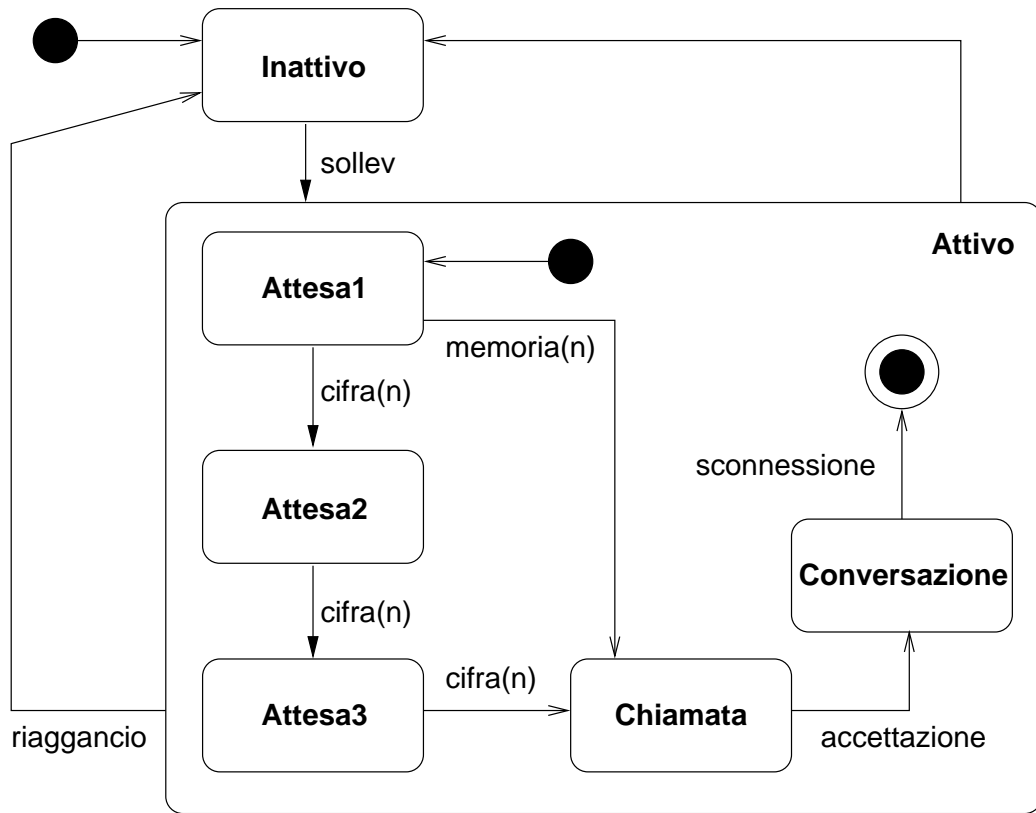 Inattivo
sollev
Attivo
Attesa1
memoria(n)
cifra(n)
sconnessione
Attesa2
Conversazione
cifra(n)
cifra(n)
Attesa3
Chiamata
riaggancio
accettazione